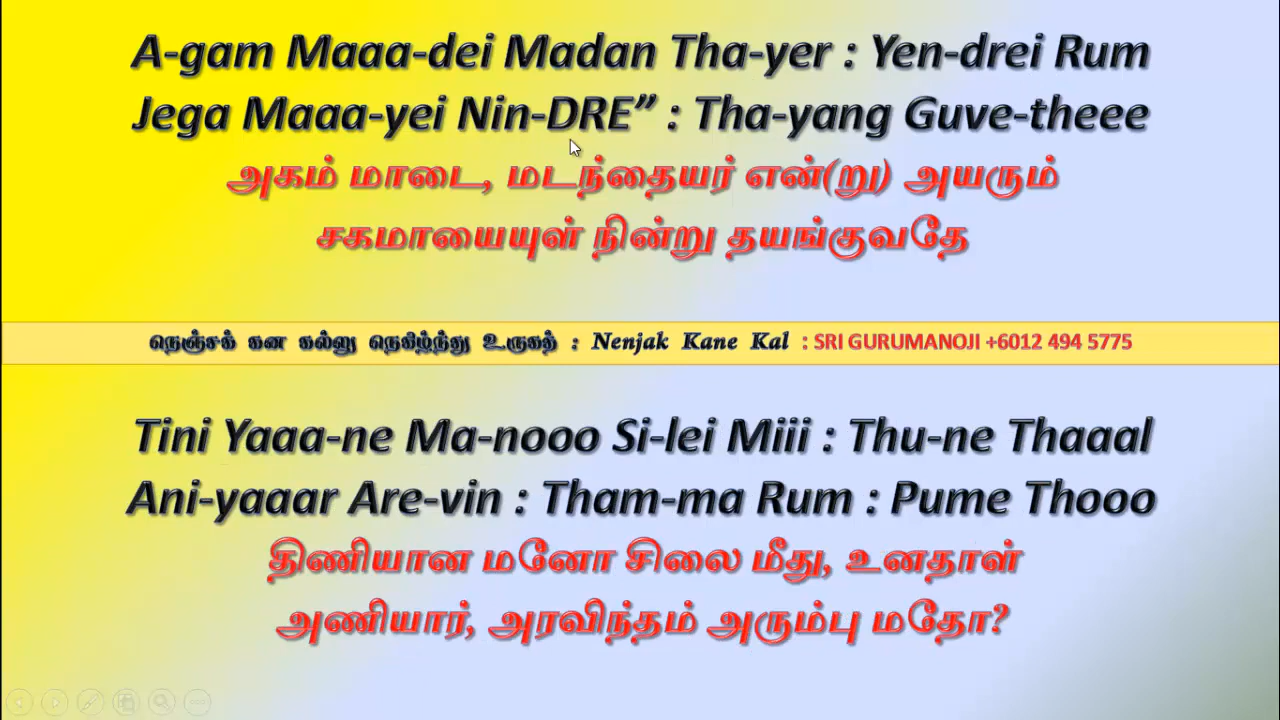 A-gam Maaa-dei Madan Tha-yer : Yen-drei Rum
Jega Maaa-yei Nin-DRE” : Tha-yang Guve-theee
அகம் மாடை, மடந்தையர் என்(று) அயரும்
சகமாயையுள் நின்று தயங்குவதே
நெஞ்சக் கன கல்லு நெகிழ்ந்து உருகத் : Nenjak Kane Kal : SRI GURUMANOJI +6012 494 5775
Tini Yaaa-ne Ma-nooo Si-lei Miii : Thu-ne Thaaal
Ani-yaaar Are-vin : Tham-ma Rum : Pume Thooo
திணியான மனோ சிலை மீது, உனதாள்
அணியார், அரவிந்தம் அரும்பு மதோ?